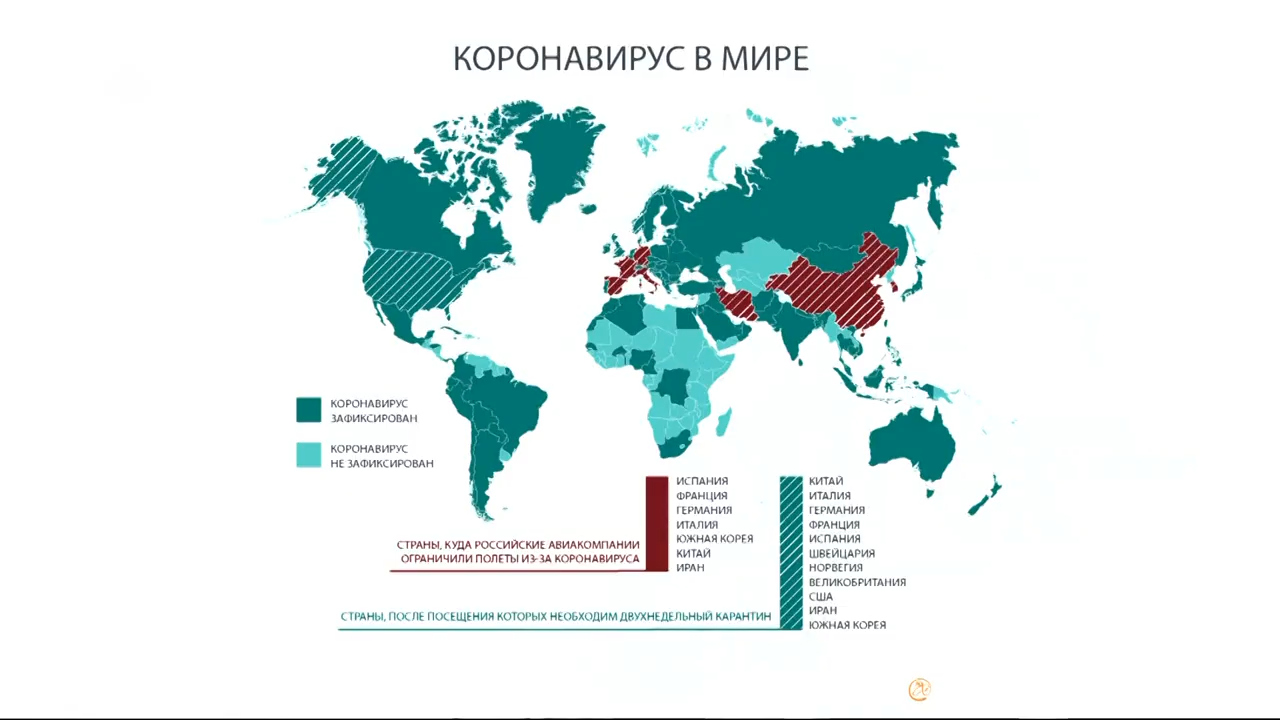 КОРОНАВИРУС В МИРЕ
КОРОНАВИРУС
ЗАФИКСИРОВАН
КОРОНАВИРУС
НЕ ЗАФИКСИРОВАН
СТРАНЫ, КУДА РОССИЙСКИЕ АВИАКОМПАНИИ
ОГРАНИЧИЛИ ПОЛЕТЫ ИЗ-ЗА КОРОНАВИРУСА
ИСПАНИЯ
ФРАНЦИЯ
ГЕРМАНИЯ
ИТАЛИЯ
ЮЖНАЯ КОРЕЯ
КИТАЙ
ИРАН
СТРАНЫ, ПОСЛЕ ПОСЕЩЕНИЯ КОТОРЫХ НЕОБХОДИМ ДВУХНЕДЕЛЬНЫЙ КАРАНТИН
КИТАЙ
ИТАЛИЯ
ГЕРМАНИЯ
ФРАНЦИЯ
ИСПАНИЯ
ШВЕЙЦАРИЯ
НОРВЕГИЯ
ВЕЛИКОБРИТАНИЯ
США
ИРАН
ЮЖНАЯ КОРЕЯ